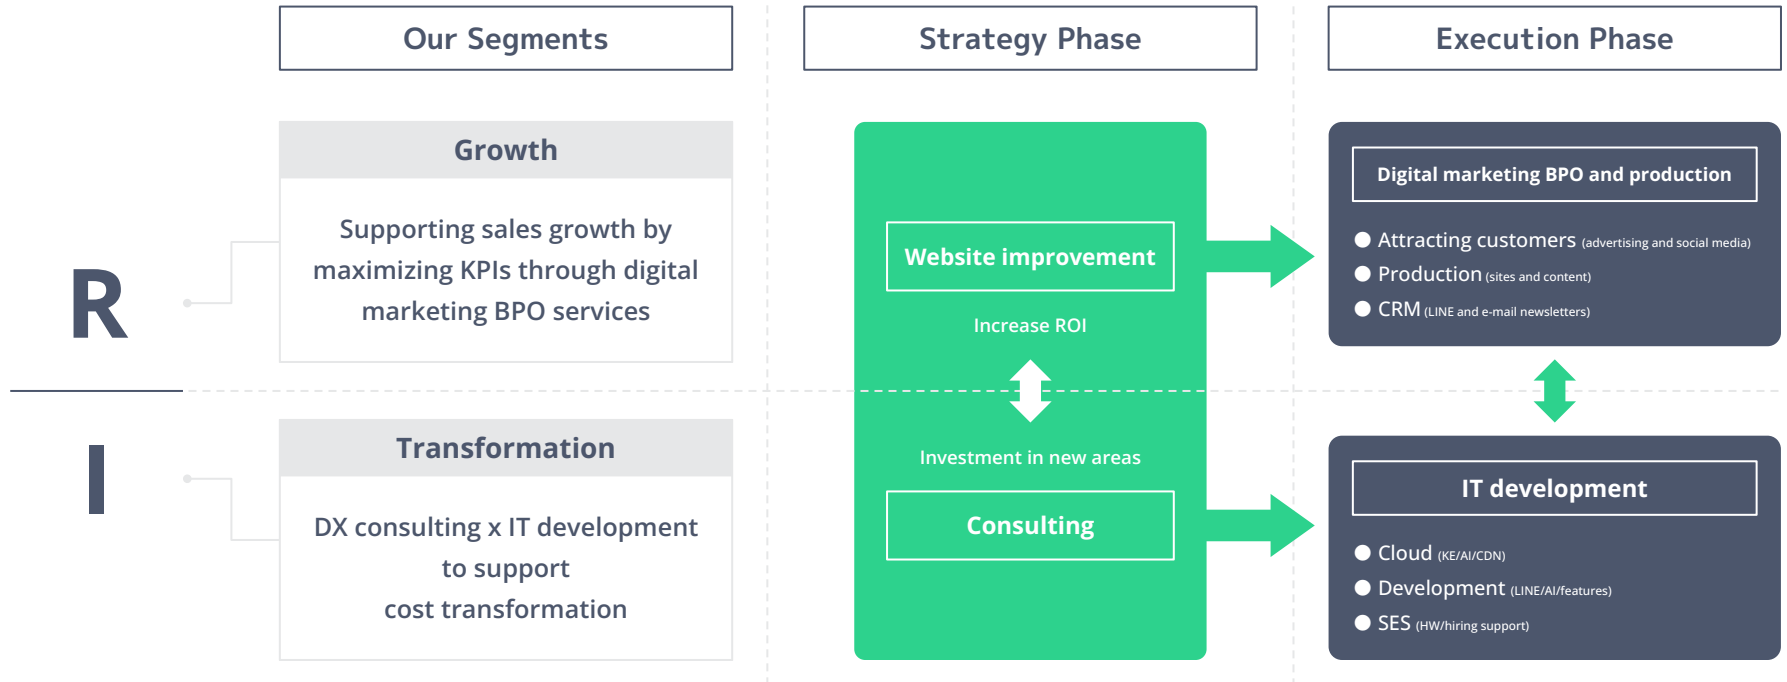 Our Segments
Strategy Phase
Execution Phase
R
Growth
Supporting sales growth by
maximizing KPIs through digital
marketing BPO services
Website improvement
Increase ROI
Digital marketing BPO and production
Attracting customers (advertising and social media)
Production (sites and content)
CRM (LINE and e-mail newsletters)
I
Transformation
DX consulting x IT development
to support
cost transformation
Investment in new areas
Consulting
IT development
Cloud (KE/AI/CDN)
Development (LINE/AI/features)
SES (HW/hiring support)